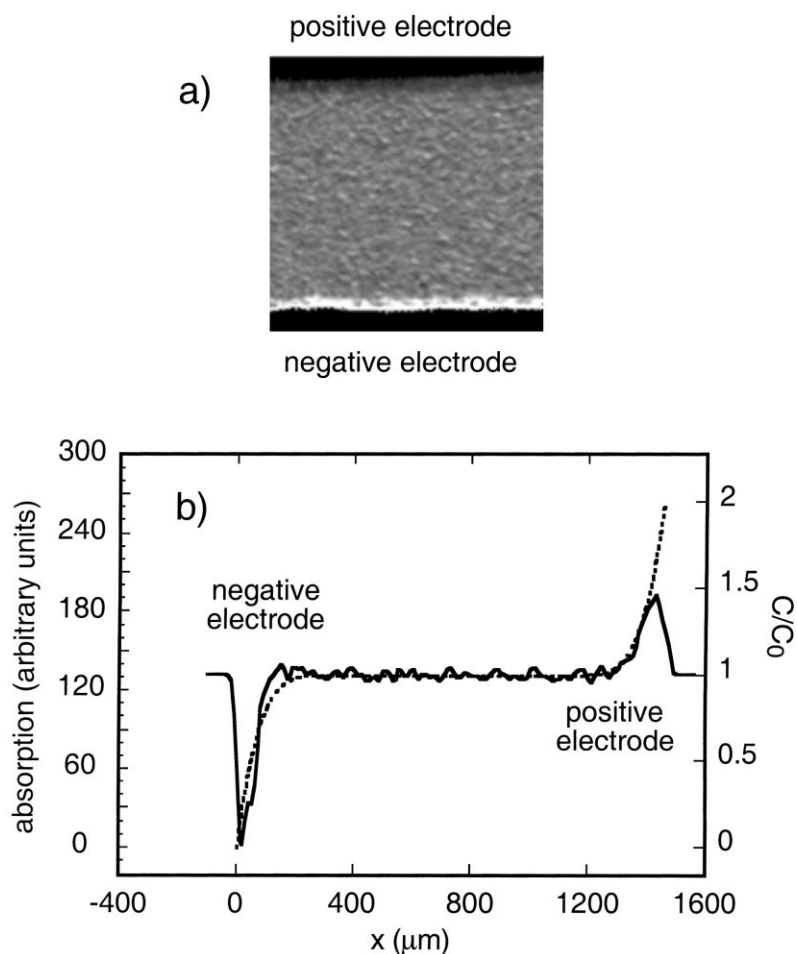 positive electrode
a)
negative electrode
b)
300
240
180
120
60
0
absorption (arbitrary units)
negative
electrode
positive
electrode
2
1.5
1
0.5
0
C/C0
-400
0
400
800
1200
1600
x (μm)